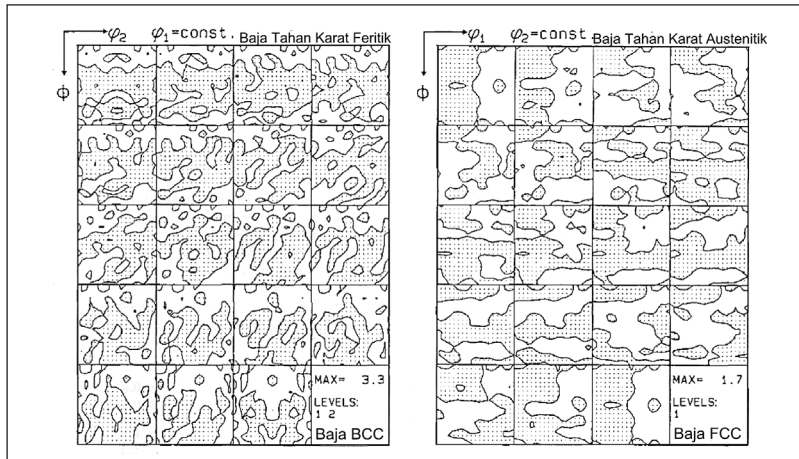 φ₂ φ₁=const. Baja Tahan Karat Feritik
Φ
MAX= 3.3
LEVELS:
1 2
Baja BCC
φ₁ φ₂=const. Baja Tahan Karat Austenitik
Φ
MAX= 1.7
LEVELS:
1
Baja FCC